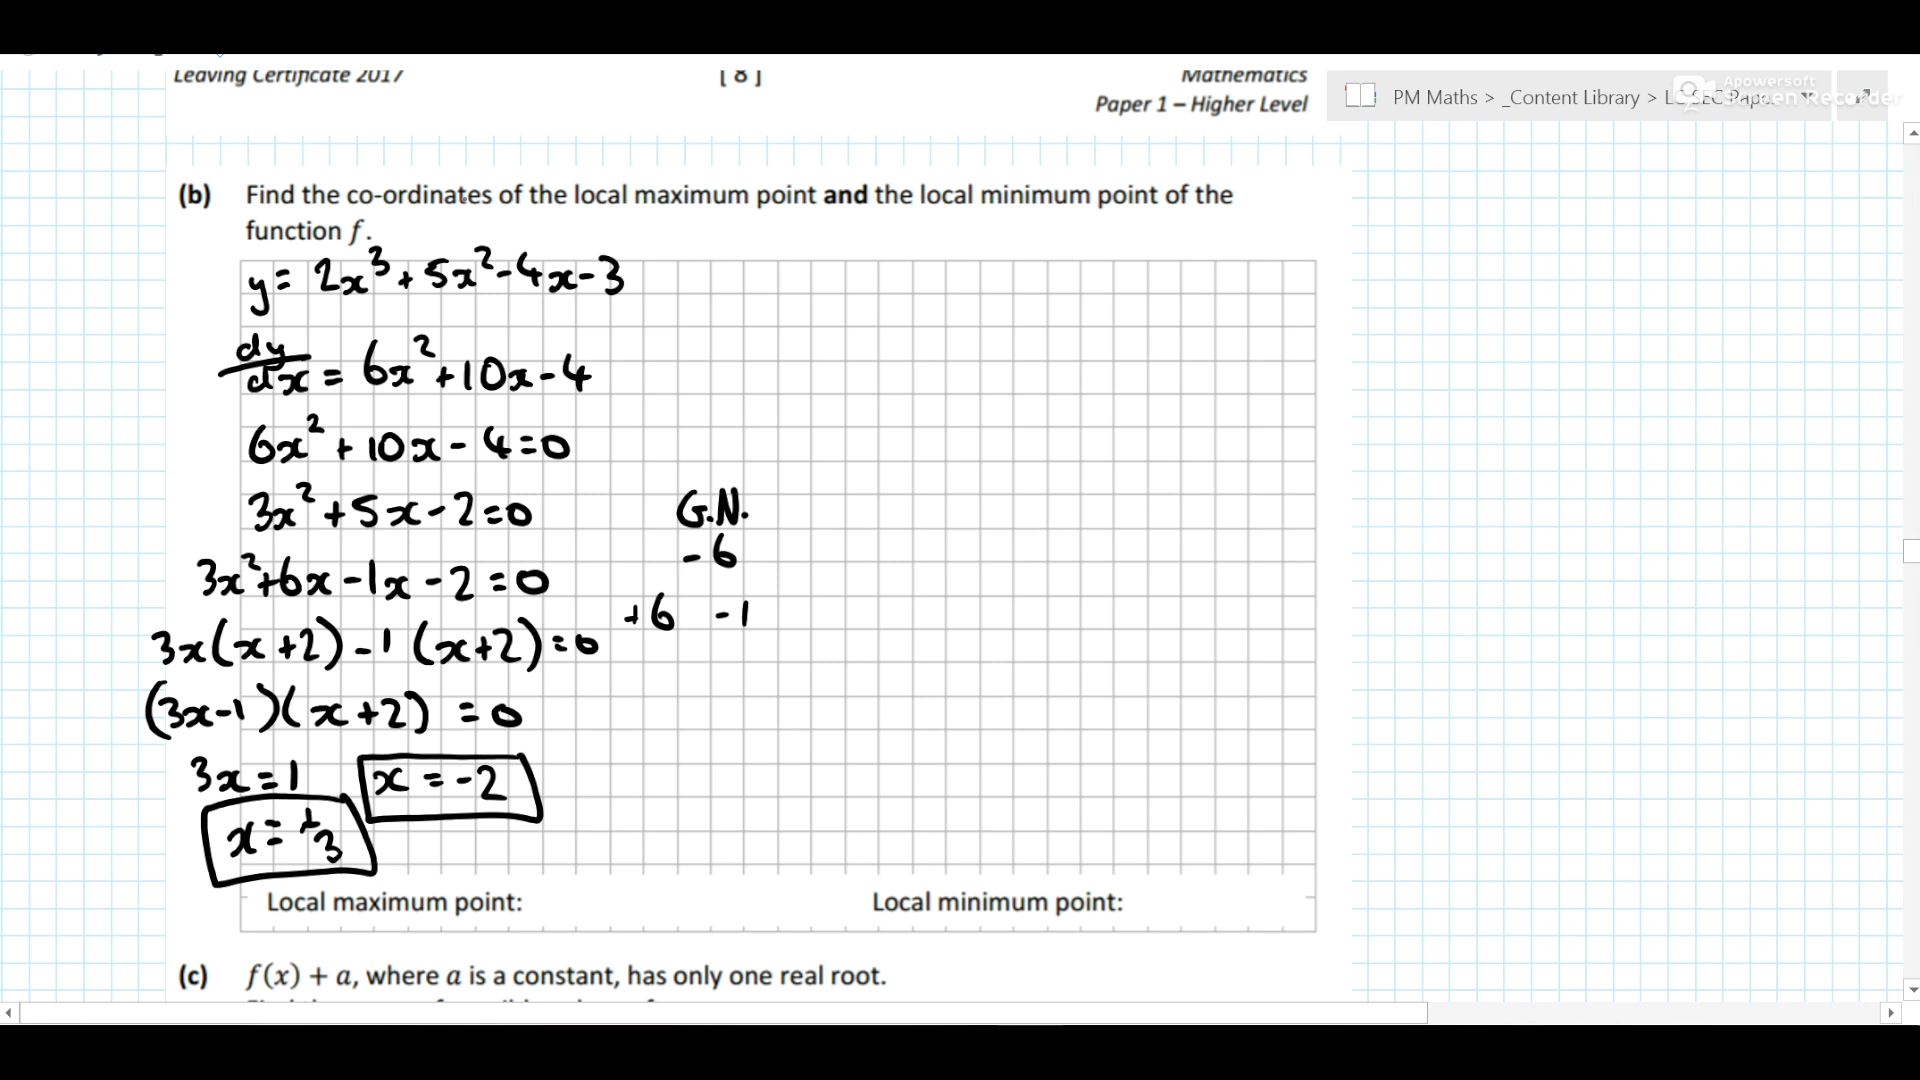 Leaving Certificate 2017 [ 8 ] Mathematics
Paper 1 – Higher Level
PM Maths > _Content Library >
Apowersoft
Screen Recorder
(b) Find the co-ordinates of the local maximum point and the local minimum point of the
function f .
y = 2x³ + 5x² - 4x - 3
dy/dx = 6x² + 10x - 4
6x² + 10x - 4 = 0
3x² + 5x - 2 = 0 G.N.
- 6
3x² + 6x - 1x - 2 = 0
+6 - 1
3x(x + 2) - 1 (x + 2) = 0
(3x - 1)(x + 2) = 0
3x = 1 x = -2
x = 1/3
Local maximum point: Local minimum point:
(c) f(x) + a, where a is a constant, has only one real root.